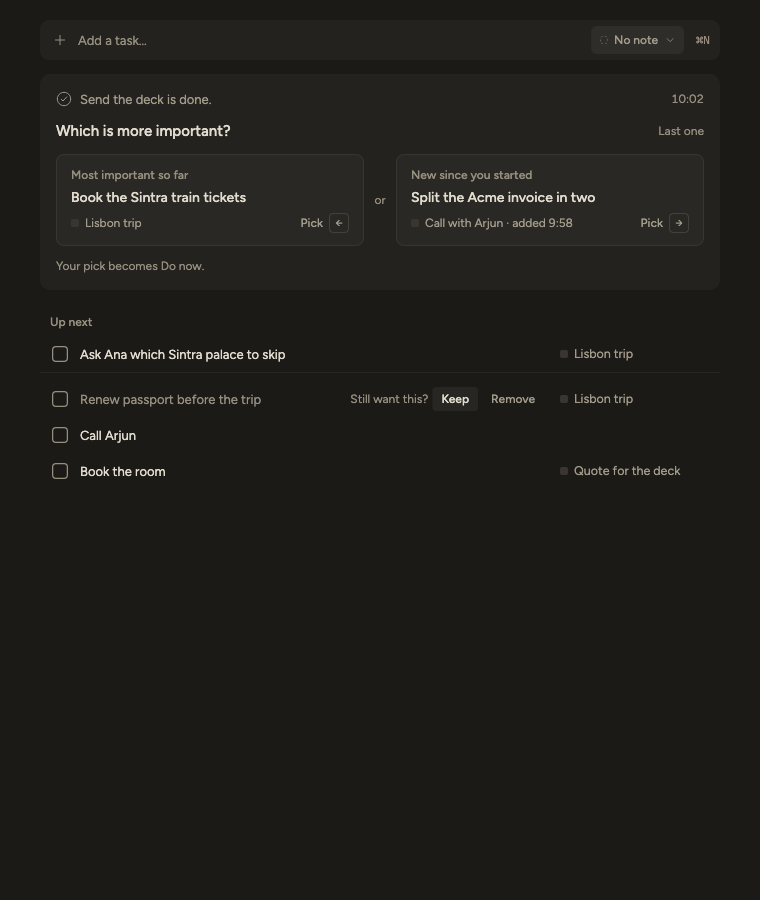 Add a task... No note ⌘N
Send the deck is done. 10:02
Which is more important? Last one
Most important so far
Book the Sintra train tickets
Lisbon trip Pick ←
or
New since you started
Split the Acme invoice in two
Call with Arjun · added 9:58 Pick →
Your pick becomes Do now.
Up next
Ask Ana which Sintra palace to skip Lisbon trip
Renew passport before the trip Still want this? Keep Remove Lisbon trip
Call Arjun
Book the room Quote for the deck